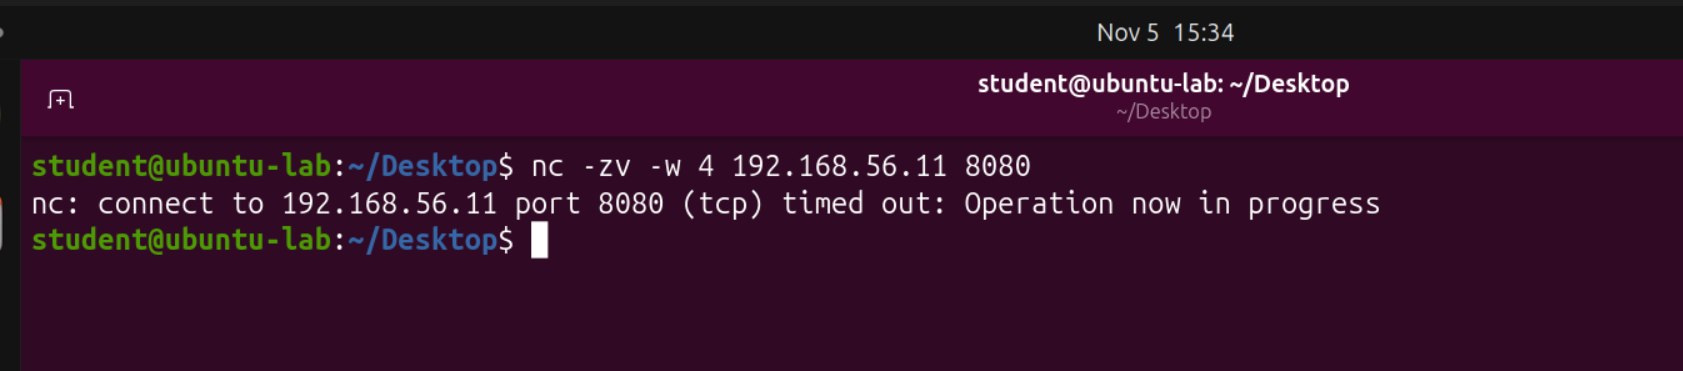 Nov 5 15:34
student@ubuntu-lab: ~/Desktop
~/Desktop
student@ubuntu-lab:~/Desktop$ nc -zv -w 4 192.168.56.11 8080
nc: connect to 192.168.56.11 port 8080 (tcp) timed out: Operation now in progress
student@ubuntu-lab:~/Desktop$